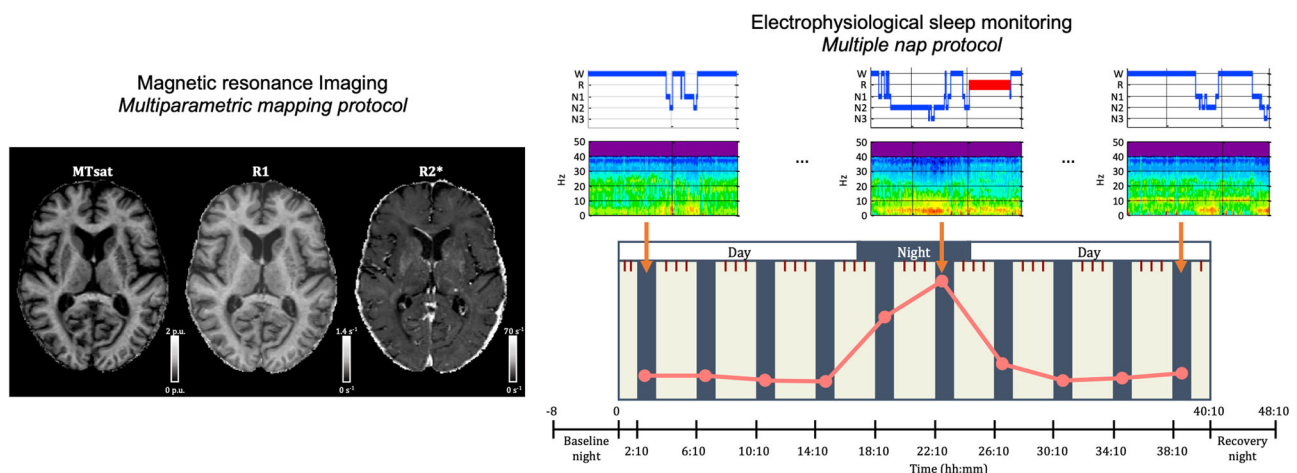 Magnetic resonance Imaging
Multiparametric mapping protocol
MTsat
R1
R2*
2 p.u.
0 p.u.
1.4 s-1
0 s-1
70 s-1
0 s-1
Electrophysiological sleep monitoring
Multiple nap protocol
W
R
N1
N2
N3
W
R
N1
N2
N3
W
R
N1
N2
N3
50
40
30
20
10
0
Hz
...
50
40
30
20
10
0
Hz
...
50
40
30
20
10
0
Hz
Day
Night
Day
-8
0
40:10
48:10
Baseline
night
2:10
6:10
10:10
14:10
18:10
22:10
26:10
30:10
34:10
38:10
Recovery
night
Time (hh:mm)